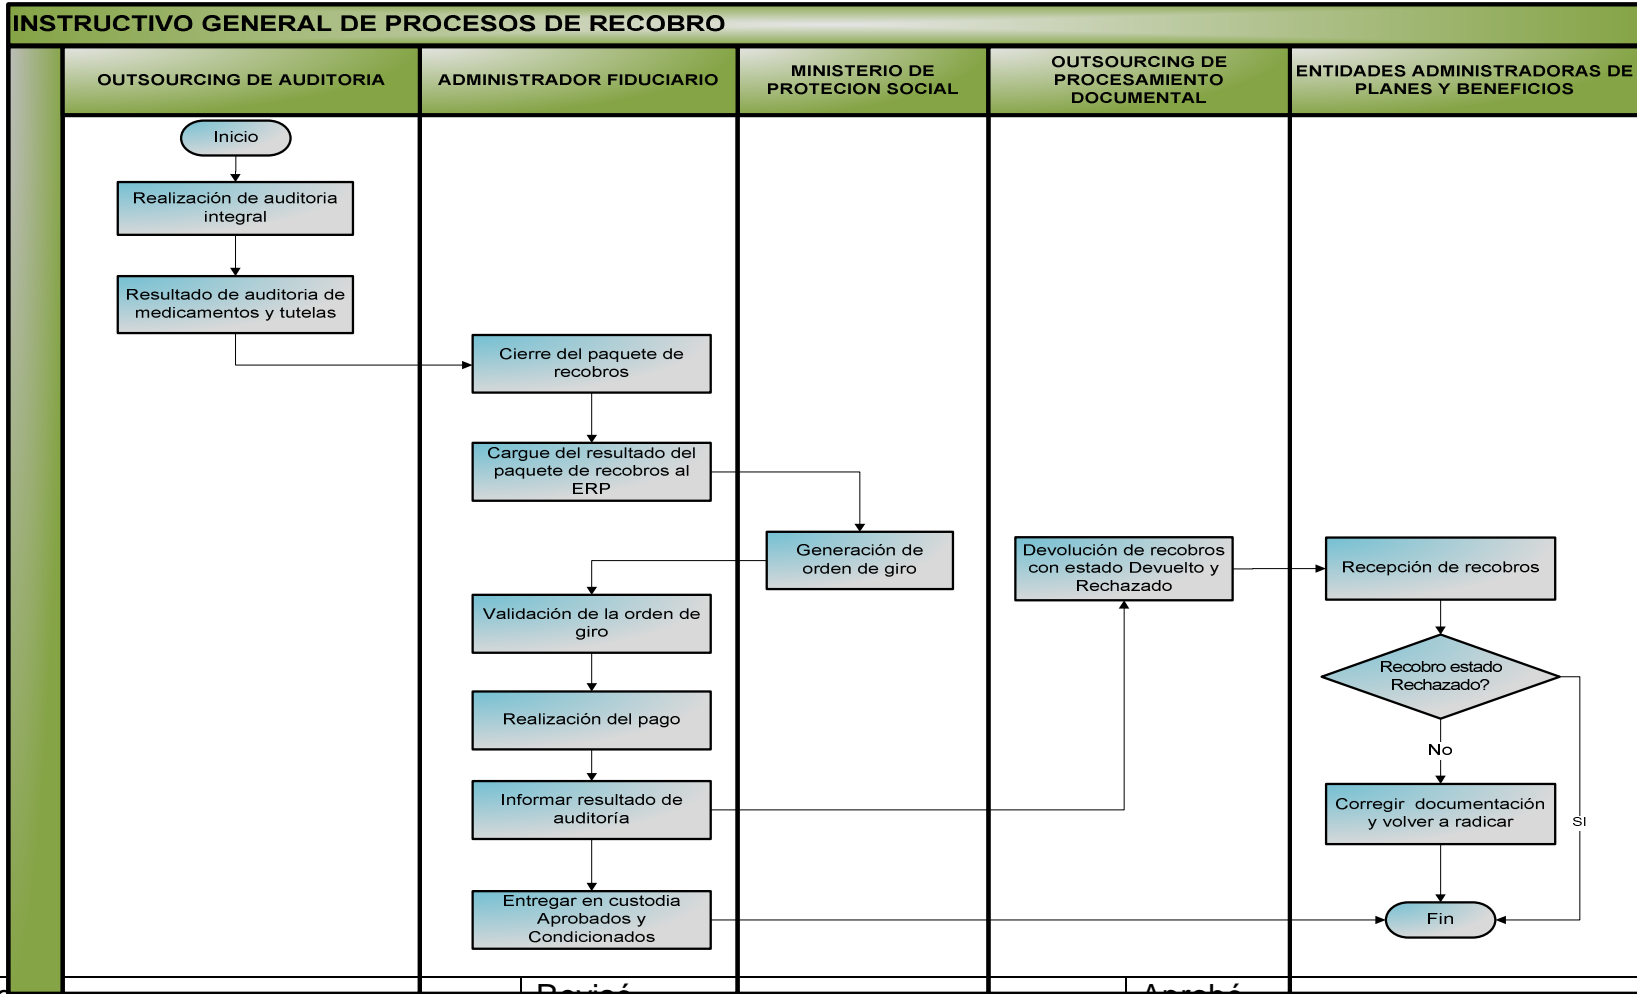 INSTRUCTIVO GENERAL DE PROCESOS DE RECOBRO
OUTSOURCING DE AUDITORIA
ADMINISTRADOR FIDUCIARIO
MINISTERIO DE
PROTECION SOCIAL
OUTSOURCING DE
PROCESAMIENTO
DOCUMENTAL
ENTIDADES ADMINISTRADORAS DE
PLANES Y BENEFICIOS
Inicio
Realización de auditoria
integral
Resultado de auditoria de
medicamentos y tutelas
Cierre del paquete de
recobros
Cargue del resultado del
paquete de recobros al
ERP
Generación de
orden de giro
Validación de la orden de
giro
Realización del pago
Informar resultado de
auditoría
Entregar en custodia
Aprobados y
Condicionados
Devolución de recobros
con estado Devuelto y
Rechazado
Recepción de recobros
Recobro estado
Rechazado?
No
SI
Corregir documentación
y volver a radicar
Fin
Revisó
Aprobó